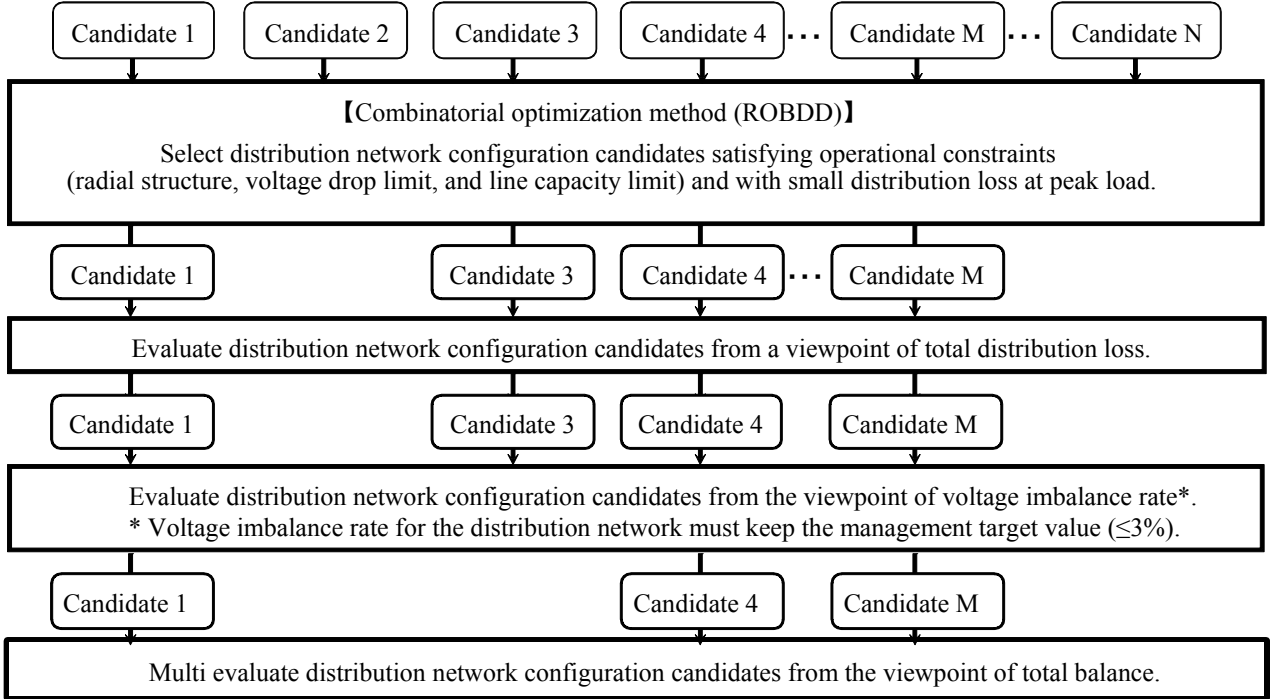 Candidate 1 Candidate 2 Candidate 3 Candidate 4 ... Candidate M ... Candidate N
【Combinatorial optimization method (ROBDD)】
Select distribution network configuration candidates satisfying operational constraints
(radial structure, voltage drop limit, and line capacity limit) and with small distribution loss at peak load.
Candidate 1 Candidate 3 Candidate 4 ... Candidate M
Evaluate distribution network configuration candidates from a viewpoint of total distribution loss.
Candidate 1 Candidate 3 Candidate 4 Candidate M
Evaluate distribution network configuration candidates from the viewpoint of voltage imbalance rate*.
* Voltage imbalance rate for the distribution network must keep the management target value (≤3%).
Candidate 1 Candidate 4 Candidate M
Multi evaluate distribution network configuration candidates from the viewpoint of total balance.